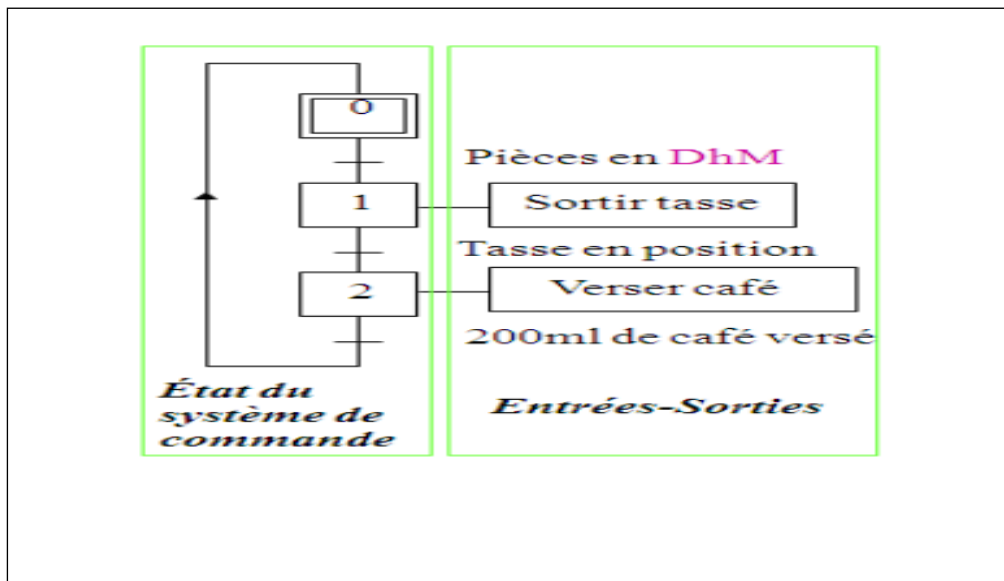 0
Pièces en DhM
1
Sortir tasse
Tasse en position
2
Verser café
200ml de café versé
État du
système de
commande
Entrées-Sorties